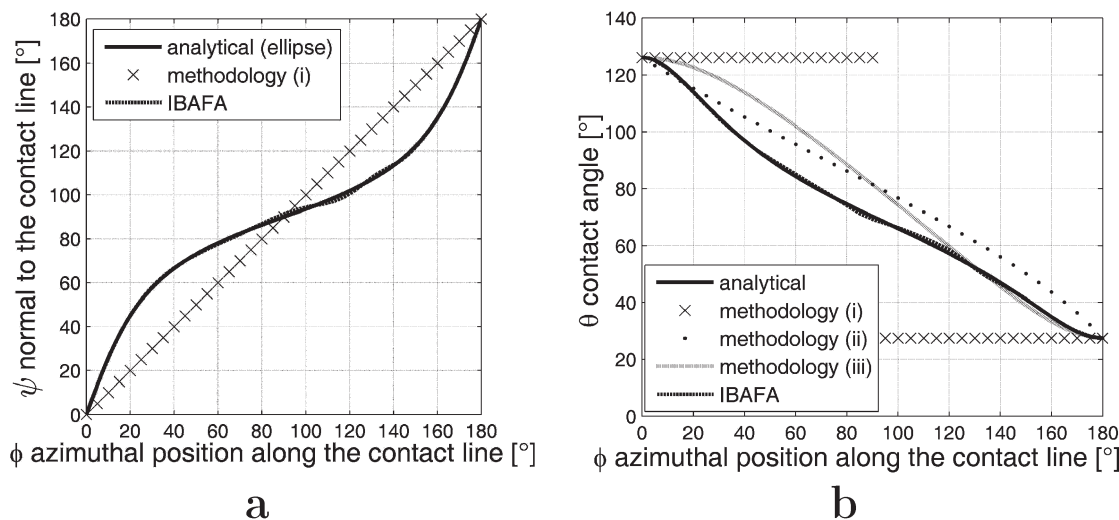 180
160
140
120
100
80
60
40
20
0
ψ normal to the contact line [°]
analytical (ellipse)
methodology (i)
IBAFA
0 20 40 60 80 100 120 140 160 180
ϕ azimuthal position along the contact line [°]
a
140
120
100
80
60
40
20
0
θ contact angle [°]
analytical
methodology (i)
methodology (ii)
methodology (iii)
IBAFA
0 20 40 60 80 100 120 140 160 180
ϕ azimuthal position along the contact line [°]
b